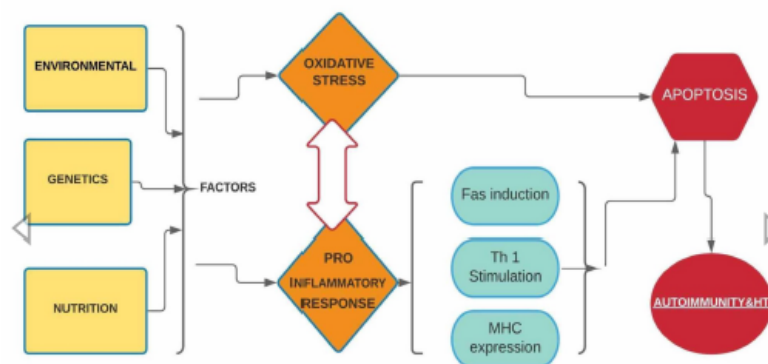 ENVIRONMENTAL
GENETICS
NUTRITION
FACTORS
OXIDATIVE
STRESS
PRO
INFLAMMATORY
RESPONSE
Fas induction
Th 1
Stimulation
MHC
expression
APOPTOSIS
AUTOIMMUNITY&HT